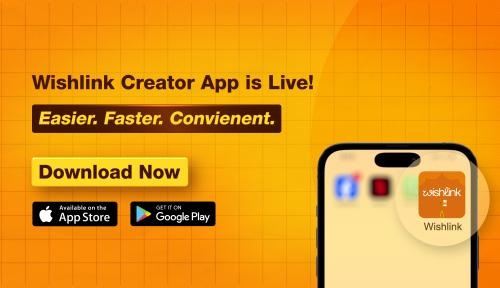 Wishlink Creator App is Live!
Easier. Faster. Convienent.
Download Now
Available on the
App Store
GET IT ON
Google Play
wishlink
Wishlink